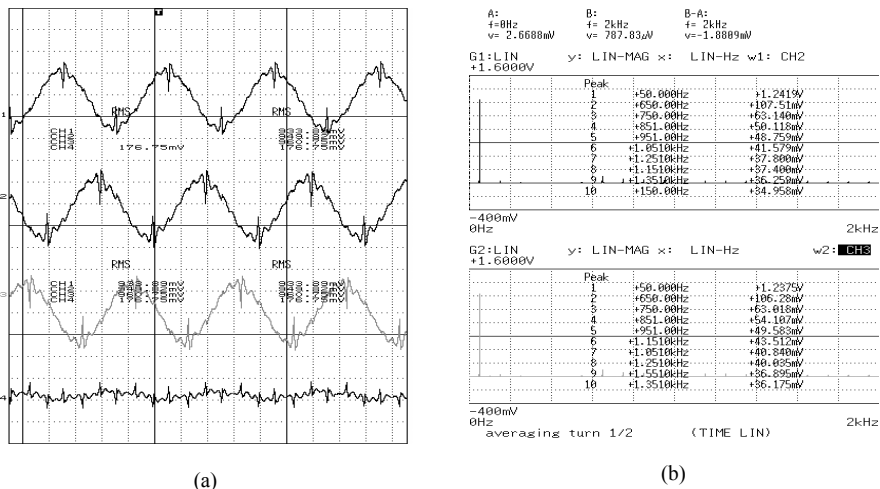 T
1
RMS
RMS
176.75mV
2
RMS
RMS
3
4
(a)
A: B: B-A:
f=0Hz f= 2kHz f= 2kHz
v= 2.6688mV v= 787.83µV v=-1.8809mV
G1:LIN y: LIN-MAG x: LIN-Hz w1: CH2
+1.6000V
Peak
1 +50.000Hz +1.2419V
2 +650.00Hz +107.51mV
3 +750.00Hz +63.140mV
4 +851.00Hz +50.118mV
5 +951.00Hz +48.759mV
6 +1.0510kHz +41.579mV
7 +1.2510kHz +37.800mV
8 +1.1510kHz +37.400mV
9 +1.3510kHz +36.250mV
10 +150.00Hz +34.958mV
-400mV
0Hz 2kHz
G2:LIN y: LIN-MAG x: LIN-Hz w2: CH3
+1.6000V
Peak
1 +50.000Hz +1.2375V
2 +650.00Hz +106.28mV
3 +750.00Hz +63.018mV
4 +851.00Hz +54.107mV
5 +951.00Hz +49.583mV
6 +1.1510kHz +43.512mV
7 +1.0510kHz +40.840mV
8 +1.2510kHz +40.035mV
9 +1.5510kHz +36.895mV
10 +1.3510kHz +36.175mV
-400mV
0Hz 2kHz
averaging turn 1/2 (TIME LIN)
(b)